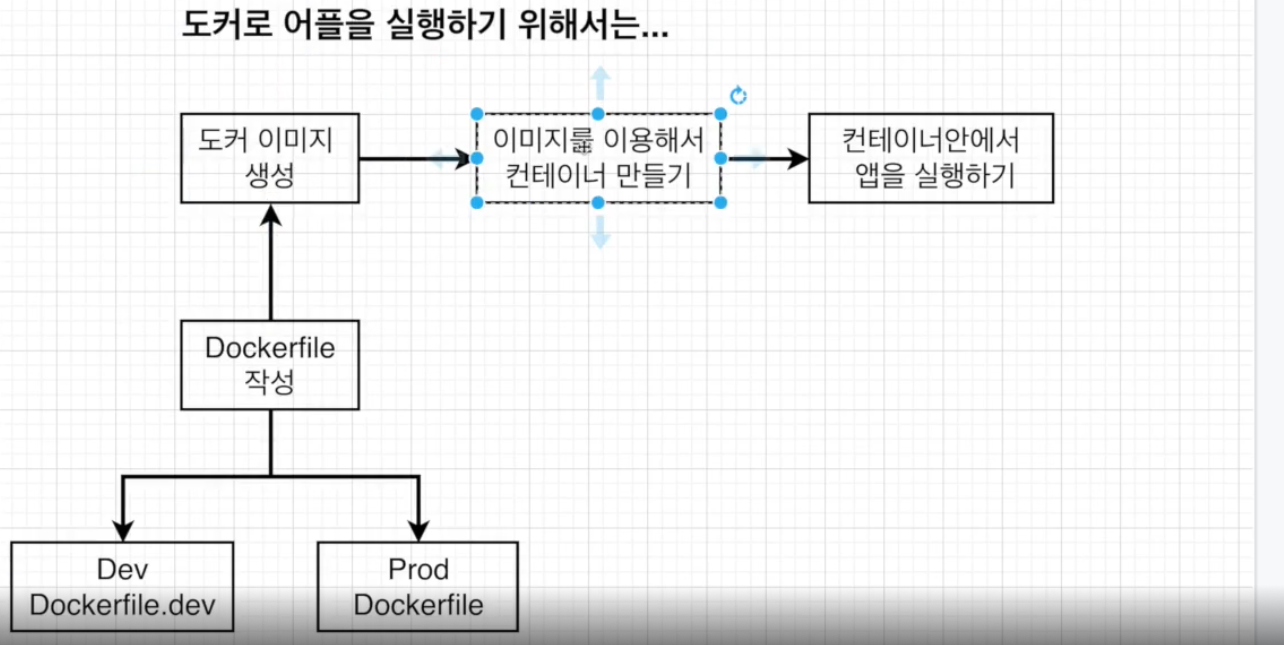 도커로 어플을 실행하기 위해서는...
도커 이미지
생성
이미지를 이용해서
컨테이너 만들기
컨테이너안에서
앱을 실행하기
Dockerfile
작성
Dev
Dockerfile.dev
Prod
Dockerfile